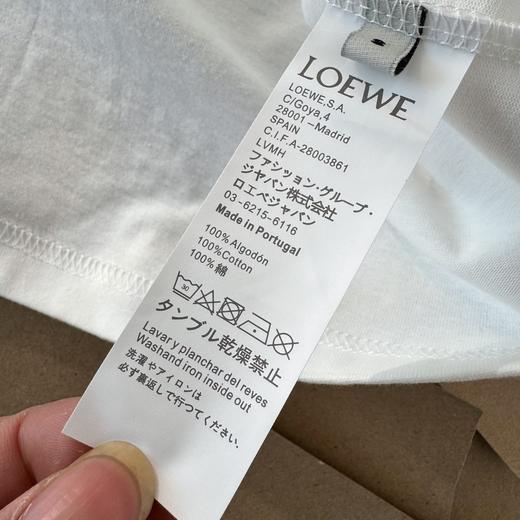 LOEWE
LOEWE,S.A.
C/Goya,4
28001-Madrid
SPAIN
C.I.F.A-28003861
LVMH
ファッション・グループ・
ジャパン株式会社
ロエベジャパン
03-6215-6116
Made in Portugal
100%Algodón
100%Cotton
100%綿
30
タンブル乾燥禁止
Lavar y planchar del reves
Washand iron inside out
洗濯やアイロンは
必ず裏返しで行ってください.